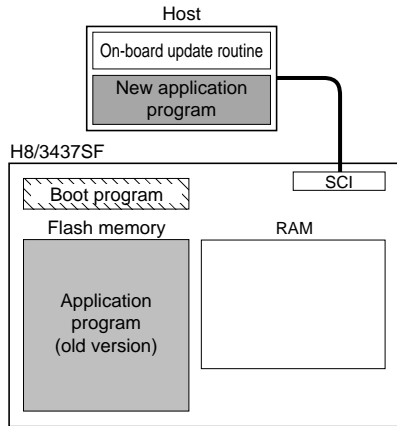 Host
On-board update routine
New application
program
H8/3437SF
SCI
Boot program
Flash memory
RAM
Application
program
(old version)